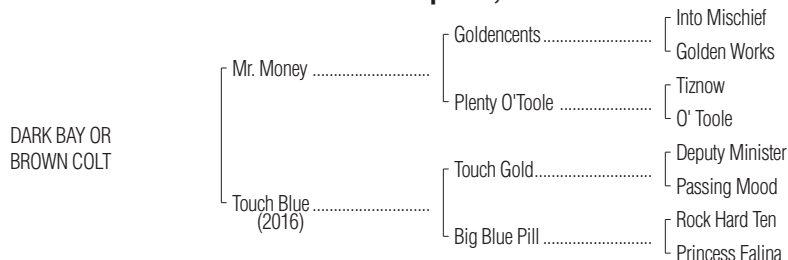 Into Mischief
Goldencents
Golden Works
Mr. Money
Tiznow
Plenty O'Toole
O' Toole
DARK BAY OR
BROWN COLT
Deputy Minister
Touch Gold
Passing Mood
Touch Blue
(2016)
Rock Hard Ten
Big Blue Pill
Princess Falina